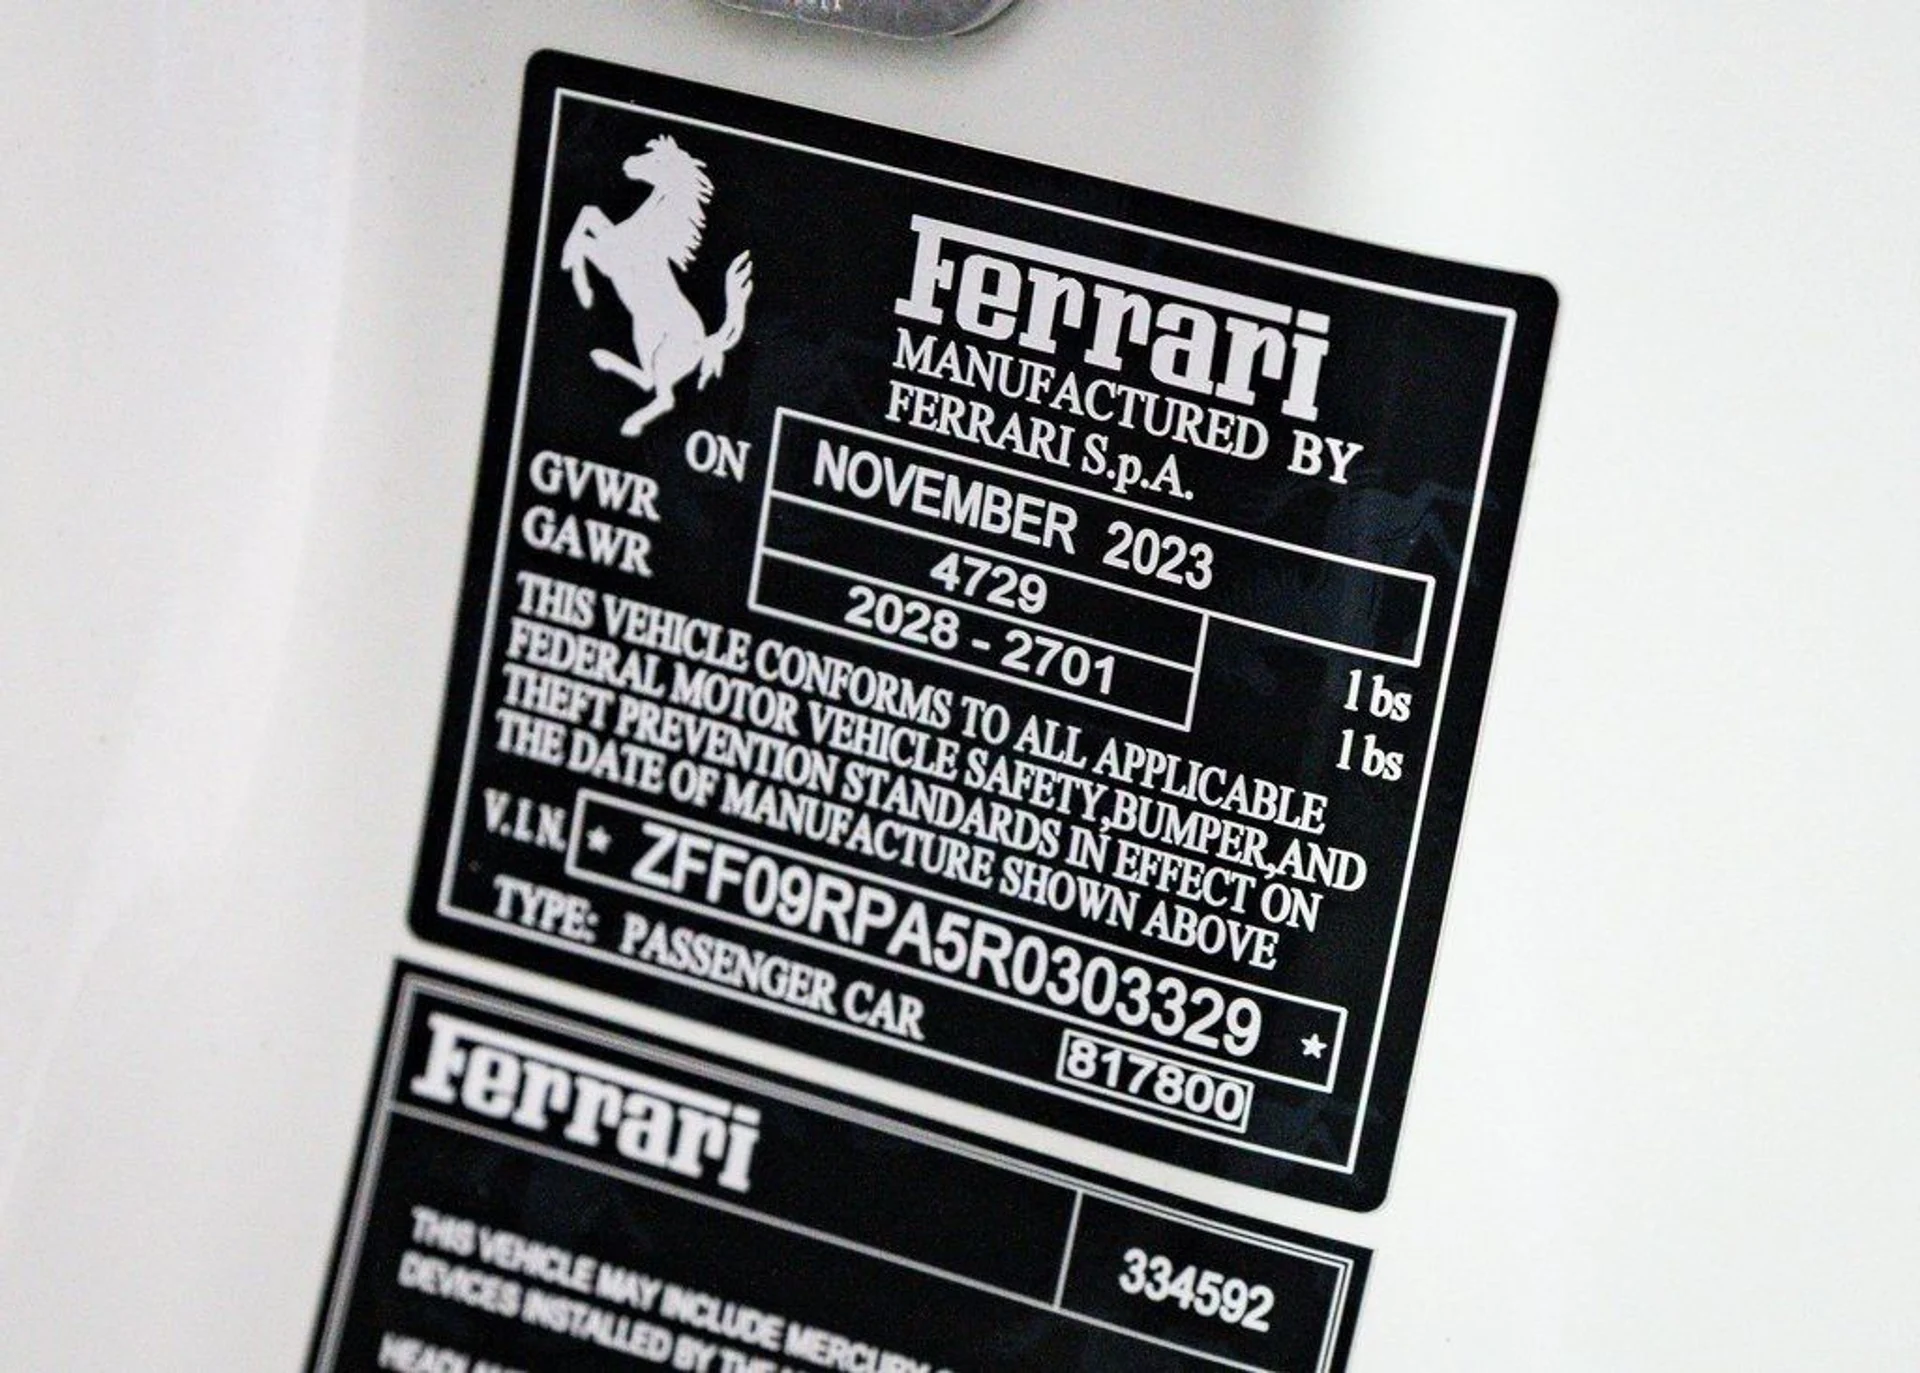 Ferrari
MANUFACTURED BY
FERRARI S.p.A.
ON NOVEMBER 2023
GVWR 4729 lbs
GAWR 2028 - 2701 lbs
THIS VEHICLE CONFORMS TO ALL APPLICABLE
FEDERAL MOTOR VEHICLE SAFETY,BUMPER,AND
THEFT PREVENTION STANDARDS IN EFFECT ON
THE DATE OF MANUFACTURE SHOWN ABOVE
V.I.N. * ZFF09RPA5R0303329 *
TYPE: PASSENGER CAR
817800
Ferrari
334592
THIS VEHICLE MAY INCLUDE MERCURY
DEVICES INSTALLED BY THE